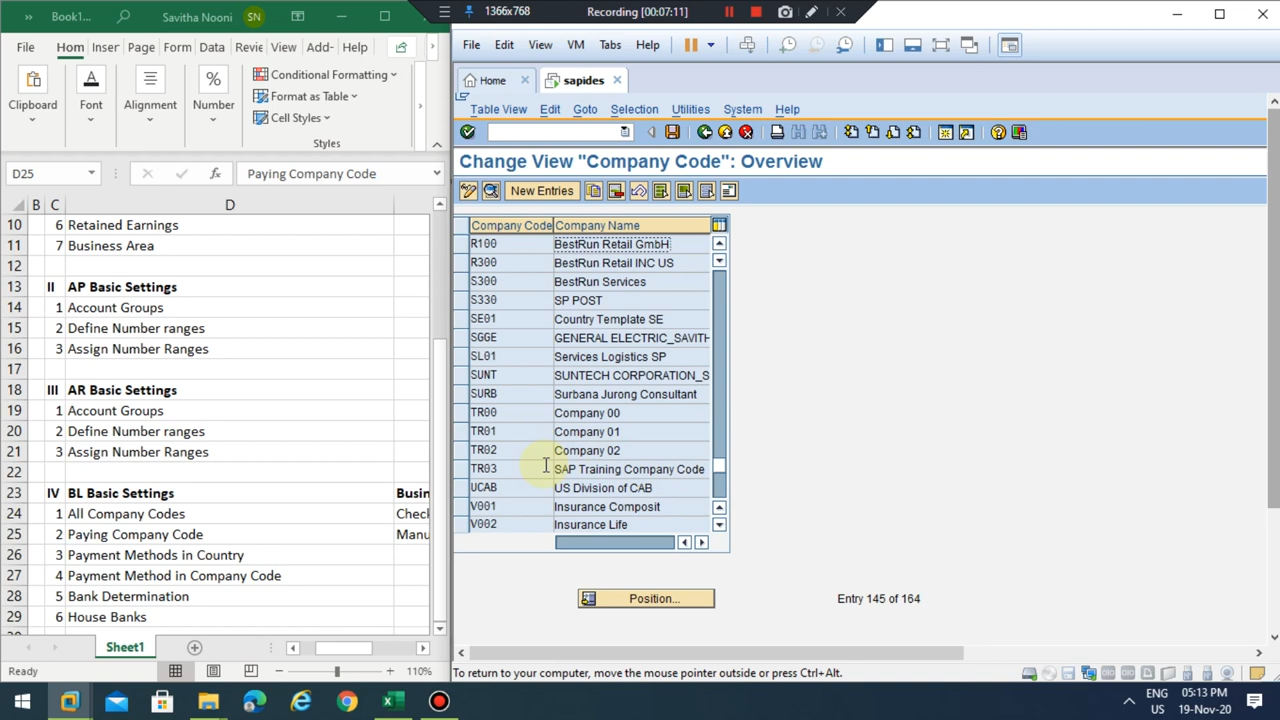 Book1...
Savitha Nooni
SN
1366x768
Recording [00:07:11]
File Hom Inser Page Form Data Revie View Add- Help
Clipboard
Font
Alignment
Number
Conditional Formatting
Format as Table
Cell Styles
Styles
D25
fx
Paying Company Code
B C D
10 6 Retained Earnings
11 7 Business Area
12
13 II AP Basic Settings
14 1 Account Groups
15 2 Define Number ranges
16 3 Assign Number Ranges
17
18 III AR Basic Settings
19 1 Account Groups
20 2 Define Number ranges
21 3 Assign Number Ranges
22
23 IV BL Basic Settings Busin
24 1 All Company Codes Check
25 2 Paying Company Code Manu
26 3 Payment Methods in Country
27 4 Payment Method in Company Code
28 5 Bank Determination
29 6 House Banks
Sheet1
Ready
110%
File Edit View VM Tabs Help
Home
sapides
Table View Edit Goto Selection Utilities System Help
Change View "Company Code": Overview
New Entries
Company Code Company Name
R100 BestRun Retail GmbH
R300 BestRun Retail INC US
S300 BestRun Services
S330 SP POST
SE01 Country Template SE
SGGE GENERAL ELECTRIC_SAVITH
SL01 Services Logistics SP
SUNT SUNTECH CORPORATION_S
SURB Surbana Jurong Consultant
TR00 Company 00
TR01 Company 01
TR02 Company 02
TR03 SAP Training Company Code
UCAB US Division of CAB
V001 Insurance Composit
V002 Insurance Life
Position...
Entry 145 of 164
To return to your computer, move the mouse pointer outside or press Ctrl+Alt.
ENG
US
05:13 PM
19-Nov-20